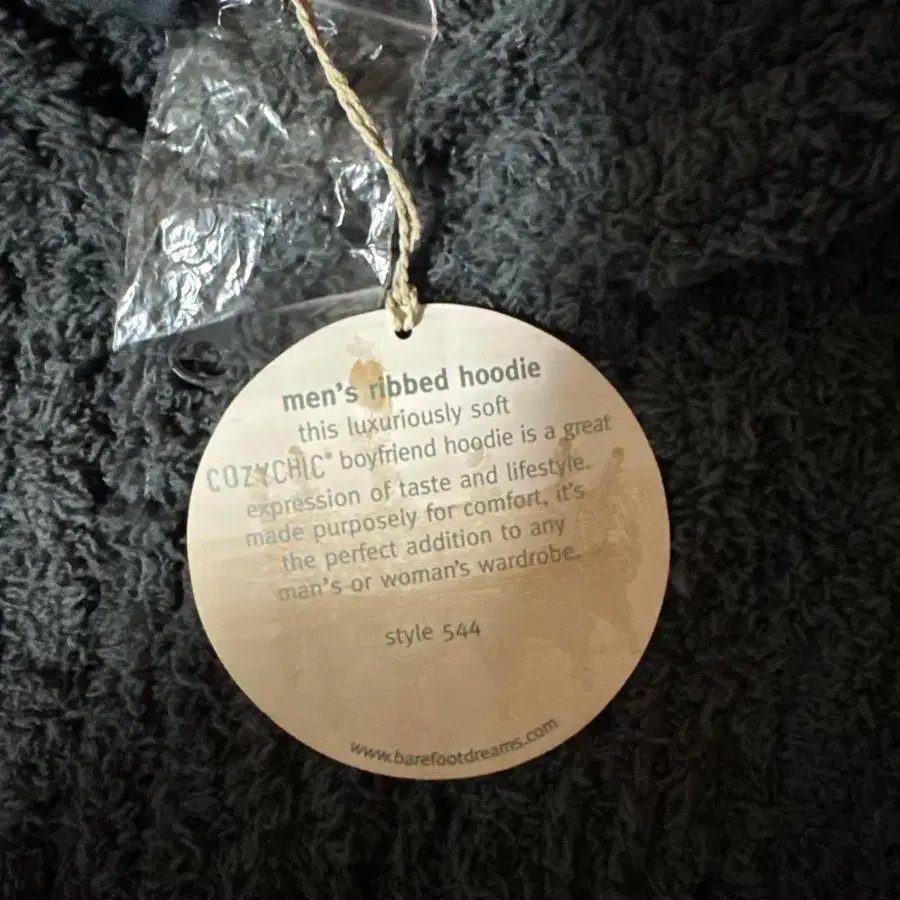 men's ribbed hoodie
this luxuriously soft
COZYCHIC® boyfriend hoodie is a great
expression of taste and lifestyle.
made purposely for comfort, it's
the perfect addition to any
man's or woman's wardrobe.
style 544
www.barefootdreams.com